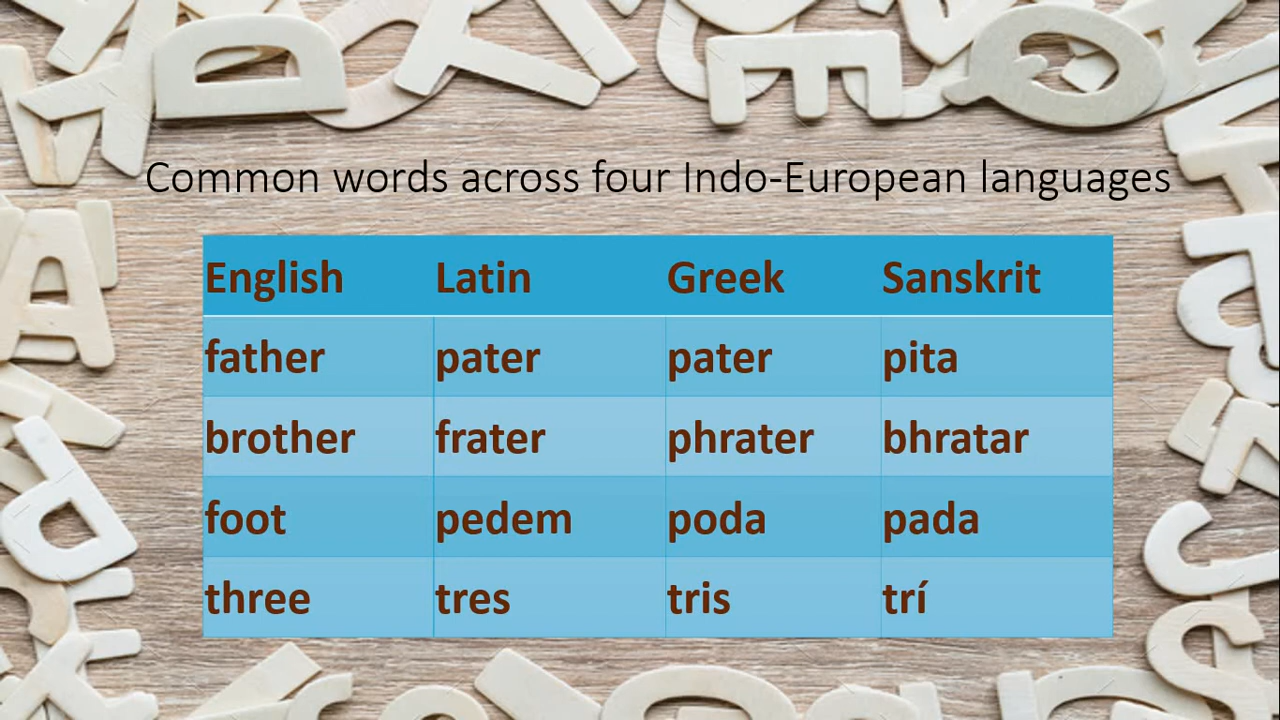 Common words across four Indo-European languages
English Latin Greek Sanskrit
father pater pater pita
brother frater phrater bhratar
foot pedem poda pada
three tres tris trí